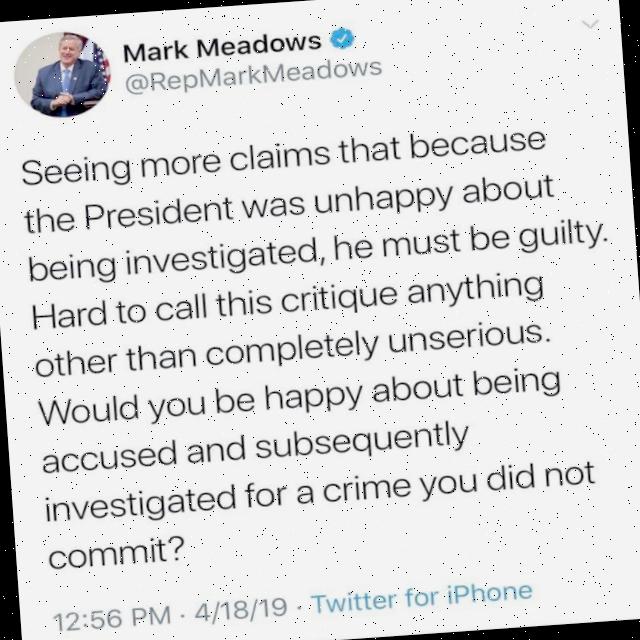 Mark Meadows
@RepMarkMeadows
Seeing more claims that because
the President was unhappy about
being investigated, he must be guilty.
Hard to call this critique anything
other than completely unserious.
Would you be happy about being
accused and subsequently
investigated for a crime you did not
commit?
12:56 PM · 4/18/19 · Twitter for iPhone